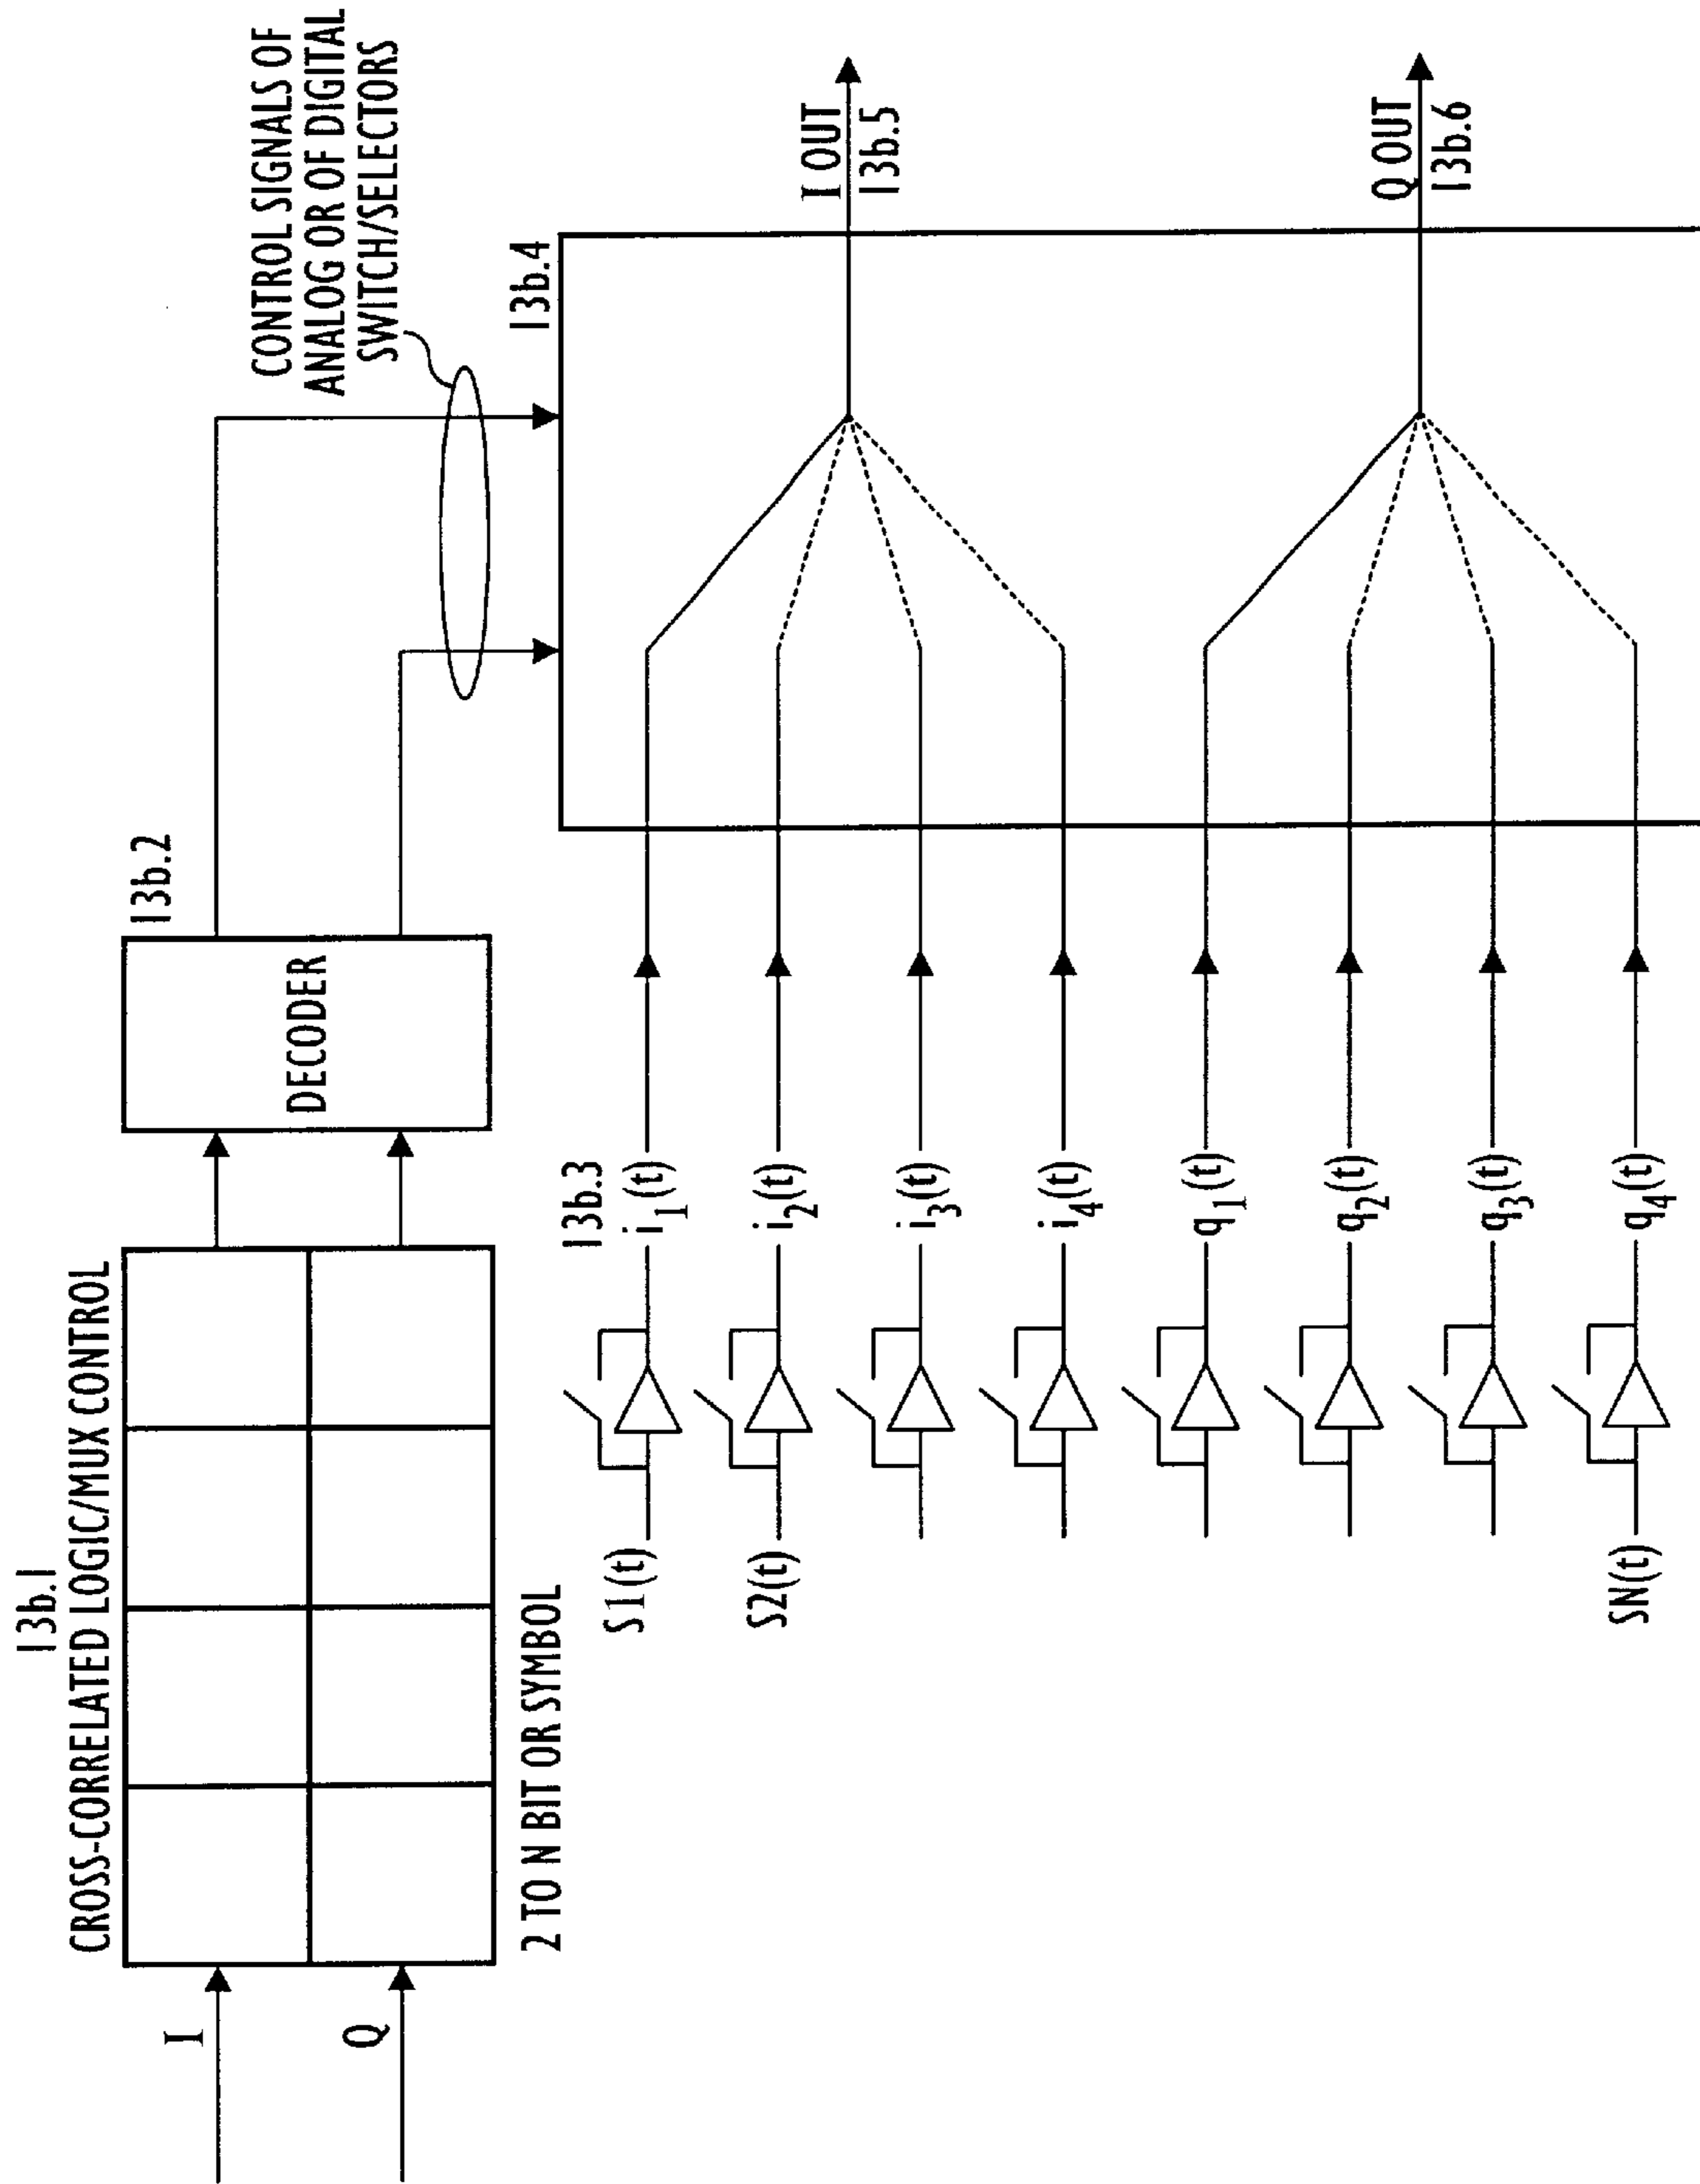 13b.1
CROSS-CORRELATED LOGIC/MUX CONTROL
I
Q
2 TO N BIT OR SYMBOL
13b.2
DECODER
CONTROL SIGNALS OF
ANALOG OR OF DIGITAL
SWITCH/SELECTORS
13b.4
13b.3
S1(t)
i1(t)
S2(t)
i2(t)
i3(t)
i4(t)
q1(t)
q2(t)
q3(t)
SN(t)
q4(t)
I OUT
13b.5
Q OUT
13b.6